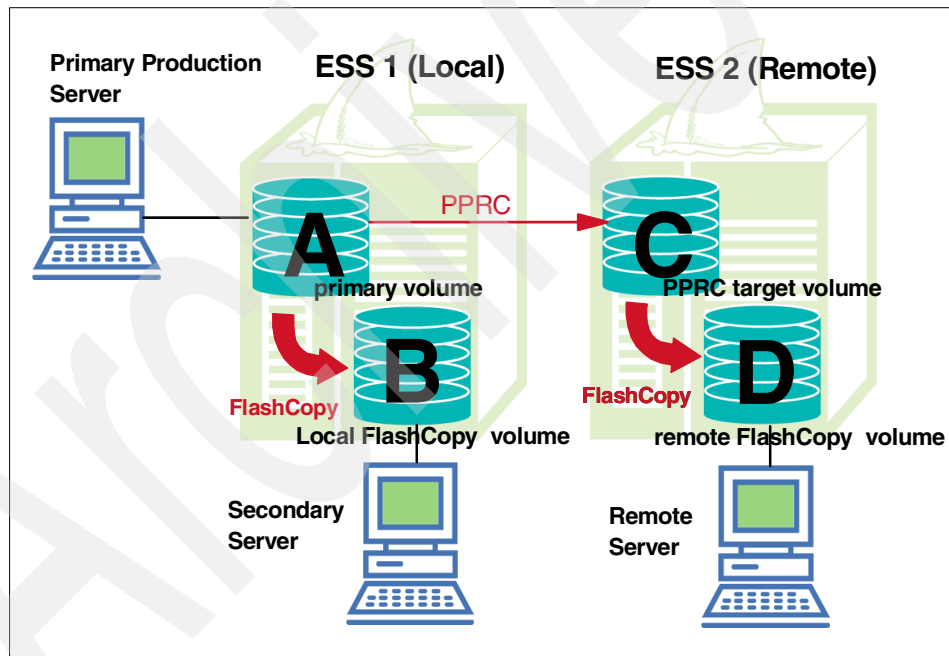 Primary Production
Server
ESS 1 (Local)
ESS 2 (Remote)
A
PPRC
C
primary volume
PPRC target volume
B
D
FlashCopy
FlashCopy
Local FlashCopy volume
remote FlashCopy volume
Secondary
Server
Remote
Server
Archive